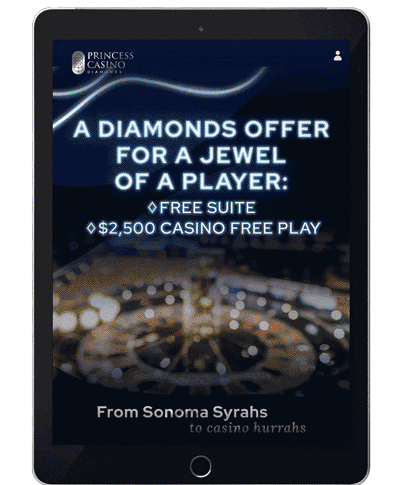 PRINCESS
CASINO
DIAMONDS
A DIAMONDS OFFER
FOR A JEWEL
OF A PLAYER:
◊FREE SUITE
◊$2,500 CASINO FREE PLAY
From Sonoma Syrahs
to casino hurrahs